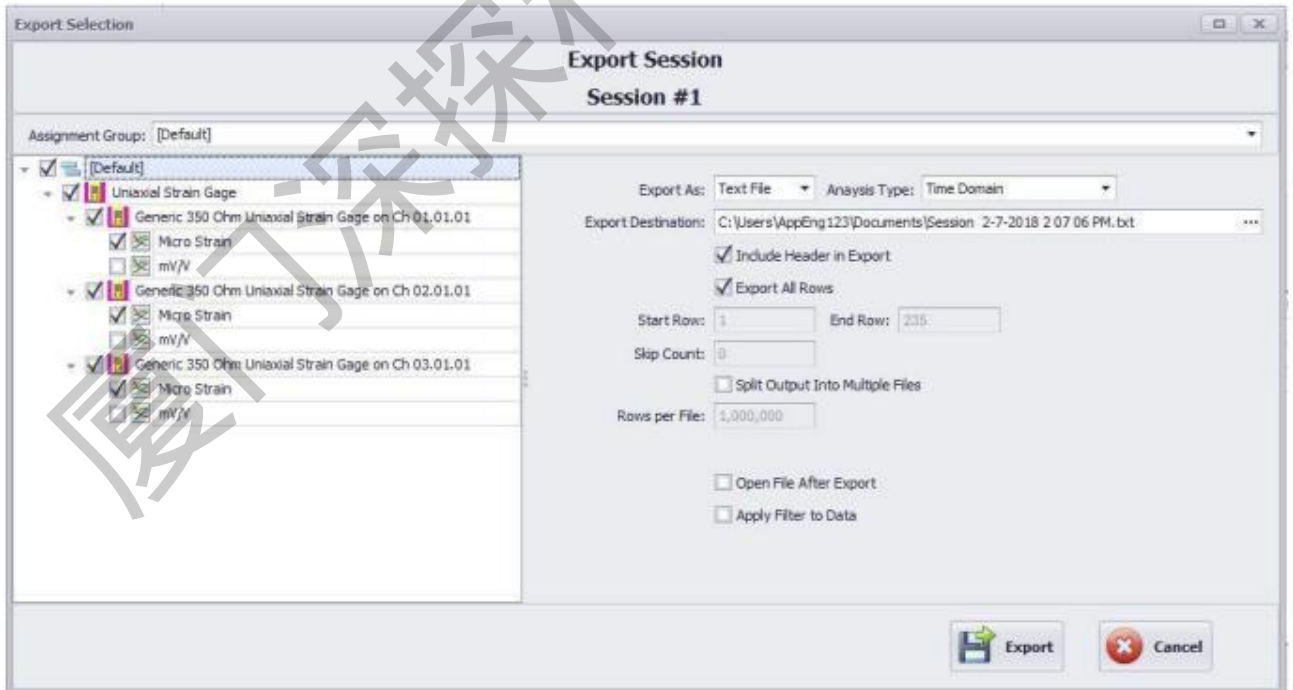 Export Selection
Export Session
Session #1
Assignment Group: [Default]
[Default]
Uniaxial Strain Gage
Generic 350 Ohm Uniaxial Strain Gage on Ch 01.01.01
Micro Strain
mV/V
Generic 350 Ohm Uniaxial Strain Gage on Ch 02.01.01
Micro Strain
mV/V
Generic 350 Ohm Uniaxial Strain Gage on Ch 03.01.01
Micro Strain
mV/V
Export As: Text File Anaysis Type: Time Domain
Export Destination: C:\Users\AppEng123\Documents\Session 2-7-2018 2 07 06 PM.txt ...
Include Header in Export
Export All Rows
Start Row: 1 End Row: 235
Skip Count: 0
Split Output Into Multiple Files
Rows per File: 1,000,000
Open File After Export
Apply Filter to Data
Export Cancel
厦门深